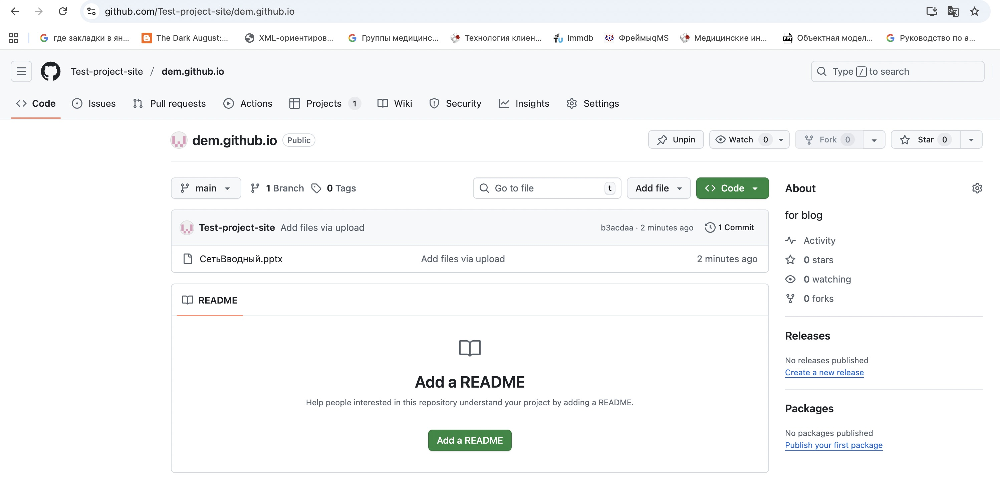 github.com/Test-project-site/dem.github.io
где закладки в ян... The Dark August:... XML-ориентиров... Группы медицинс... Технология клиен... Immdb ФреймыqMS Медицинские ин... Объектная модел... Руководство по а...
Test-project-site / dem.github.io Type / to search
Code Issues Pull requests Actions Projects 1 Wiki Security Insights Settings
dem.github.io Public Unpin Watch 0 Fork 0 Star 0
main 1 Branch 0 Tags Go to file t Add file Code
Test-project-site Add files via upload b3acdaa · 2 minutes ago 1 Commit
СетьВводный.pptx Add files via upload 2 minutes ago
README
Add a README
Help people interested in this repository understand your project by adding a README.
Add a README
About
for blog
Activity
0 stars
0 watching
0 forks
Releases
No releases published
Create a new release
Packages
No packages published
Publish your first package